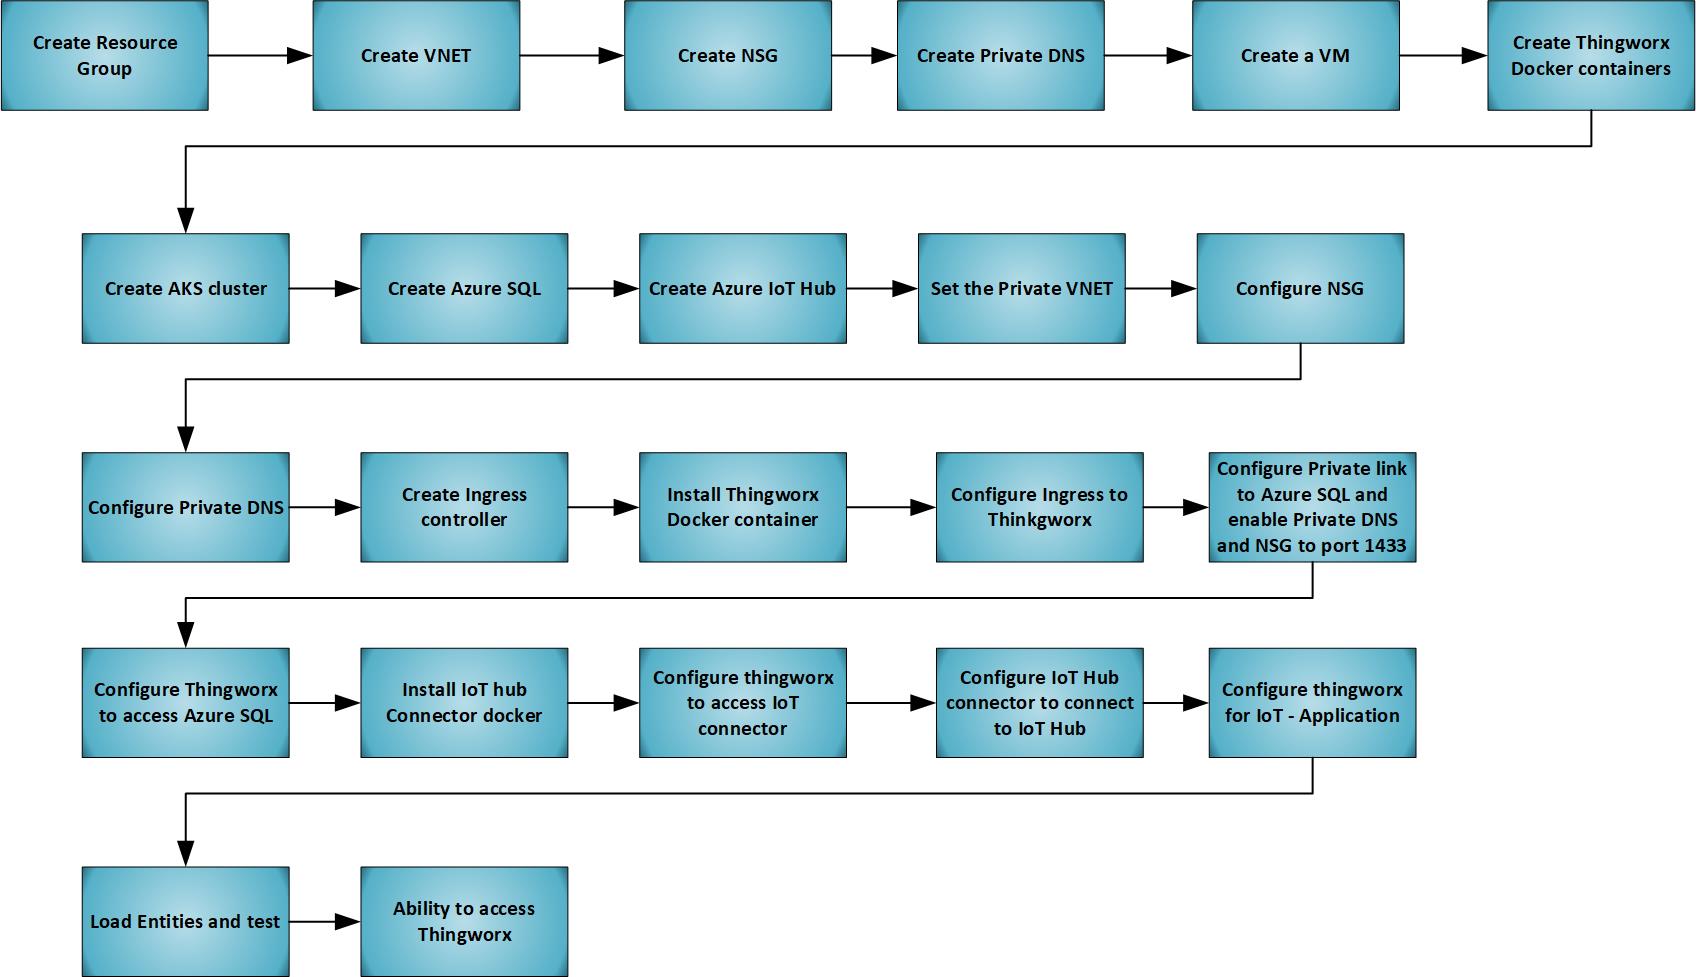 Create Resource
Group
Create VNET
Create NSG
Create Private DNS
Create a VM
Create Thingworx
Docker containers
Create AKS cluster
Create Azure SQL
Create Azure IoT Hub
Set the Private VNET
Configure NSG
Configure Private DNS
Create Ingress
controller
Install Thingworx
Docker container
Configure Ingress to
Thinkgworx
Configure Private link
to Azure SQL and
enable Private DNS
and NSG to port 1433
Configure Thingworx
to access Azure SQL
Install IoT hub
Connector docker
Configure thingworx
to access IoT
connector
Configure IoT Hub
connector to connect
to IoT Hub
Configure thingworx
for IoT - Application
Load Entities and test
Ability to access
Thingworx